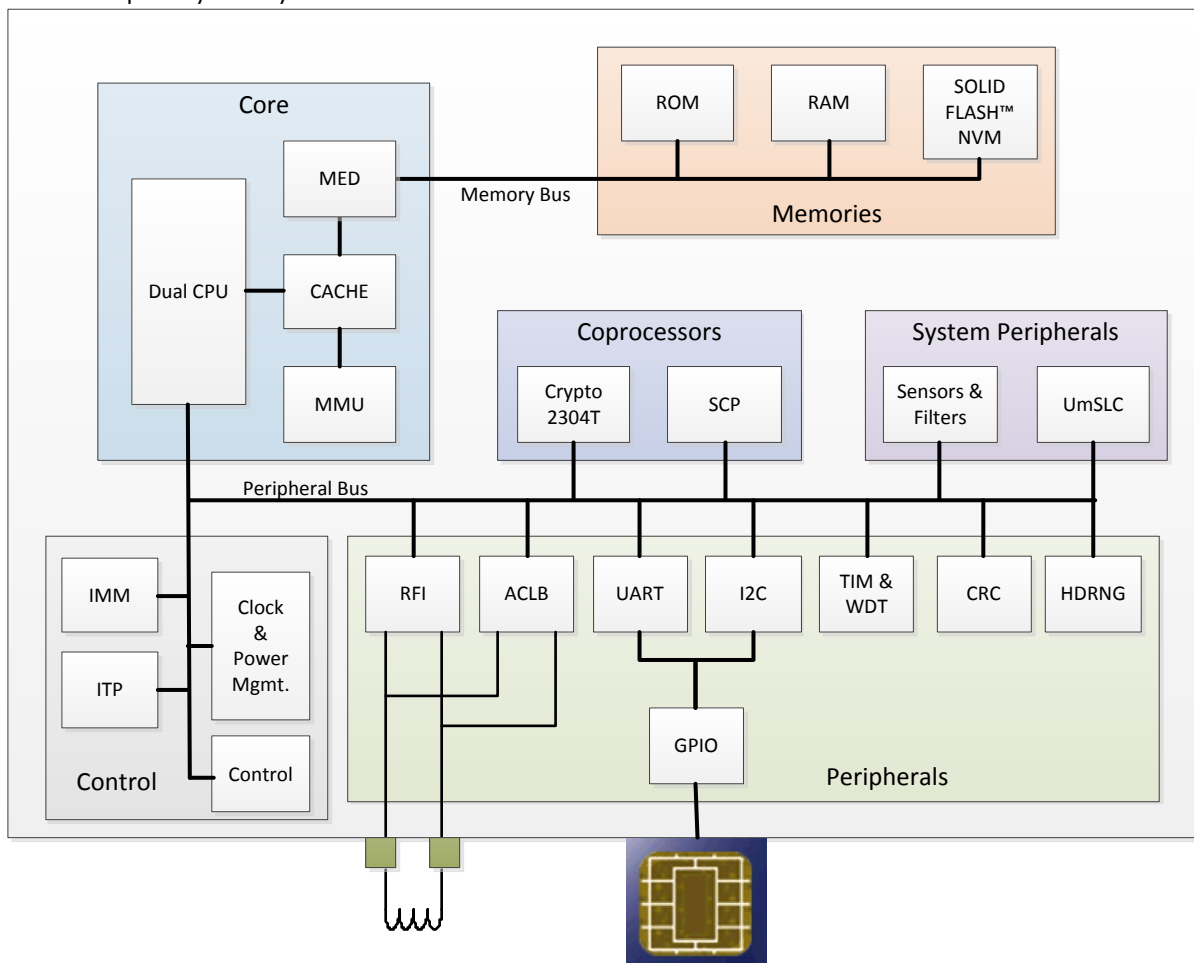 Core
MED
Dual CPU
CACHE
MMU
Memory Bus
ROM
RAM
SOLID
FLASH™
NVM
Memories
Coprocessors
Crypto
2304T
SCP
System Peripherals
Sensors &
Filters
UmSLC
Peripheral Bus
IMM
ITP
Clock
&
Power
Mgmt.
Control
Control
RFI
ACLB
UART
I2C
TIM &
WDT
CRC
HDRNG
GPIO
Peripherals